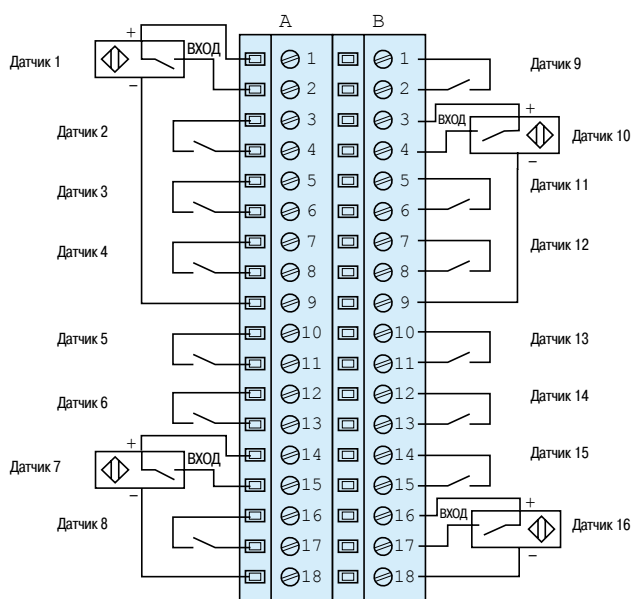 A B
+ ВХОД 1 1
Датчик 1 Датчик 9
− 2 2
3 3 ВХОД +
Датчик 2 Датчик 10
4 4 −
5 5
Датчик 3 Датчик 11
6 6
7 7
Датчик 4 Датчик 12
8 8
9 9
10 10
Датчик 5 Датчик 13
11 11
12 12
Датчик 6 Датчик 14
13 13
+ ВХОД 14 14
Датчик 7 Датчик 15
− 15 15
16 16 ВХОД +
Датчик 8 Датчик 16
17 17 −
18 18